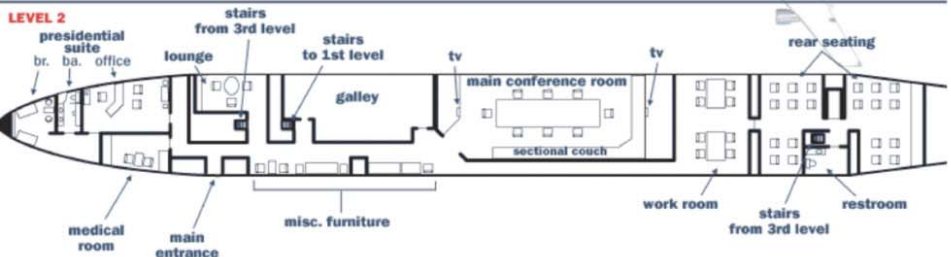 LEVEL 2
presidential
suite
br. ba. office
lounge
stairs
from 3rd level
stairs
to 1st level
galley
tv
main conference room
sectional couch
tv
rear seating
medical
room
main
entrance
misc. furniture
work room
stairs
from 3rd level
restroom